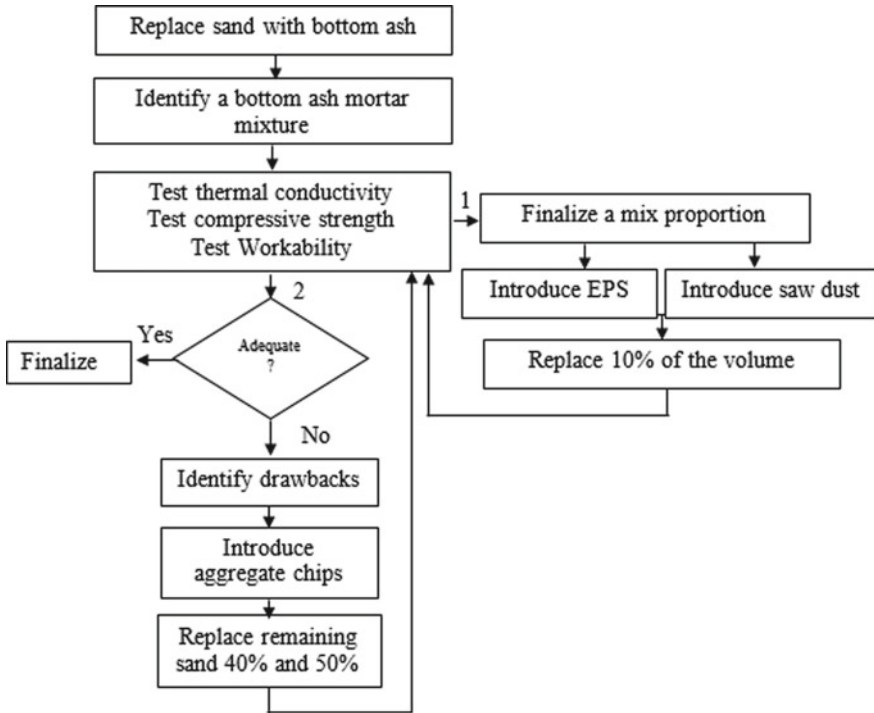 Replace sand with bottom ash
Identify a bottom ash mortar
mixture
Test thermal conductivity
Test compressive strength
Test Workability
1
Finalize a mix proportion
Introduce EPS
Introduce saw dust
Replace 10% of the volume
2
Adequate
?
Yes
Finalize
No
Identify drawbacks
Introduce
aggregate chips
Replace remaining
sand 40% and 50%